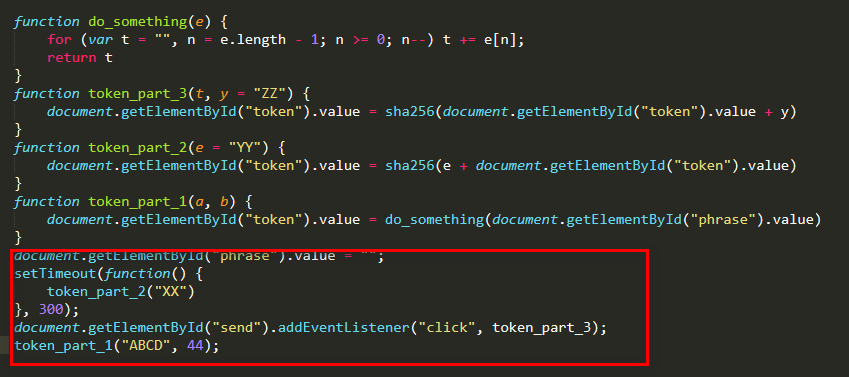 function do_something(e) {
    for (var t = "", n = e.length - 1; n >= 0; n--) t += e[n];
    return t
}
function token_part_3(t, y = "ZZ") {
    document.getElementById("token").value = sha256(document.getElementById("token").value + y)
}
function token_part_2(e = "YY") {
    document.getElementById("token").value = sha256(e + document.getElementById("token").value)
}
function token_part_1(a, b) {
    document.getElementById("token").value = do_something(document.getElementById("phrase").value)
}
document.getElementById("phrase").value = "";
setTimeout(function() {
    token_part_2("XX")
}, 300);
document.getElementById("send").addEventListener("click", token_part_3);
token_part_1("ABCD", 44);